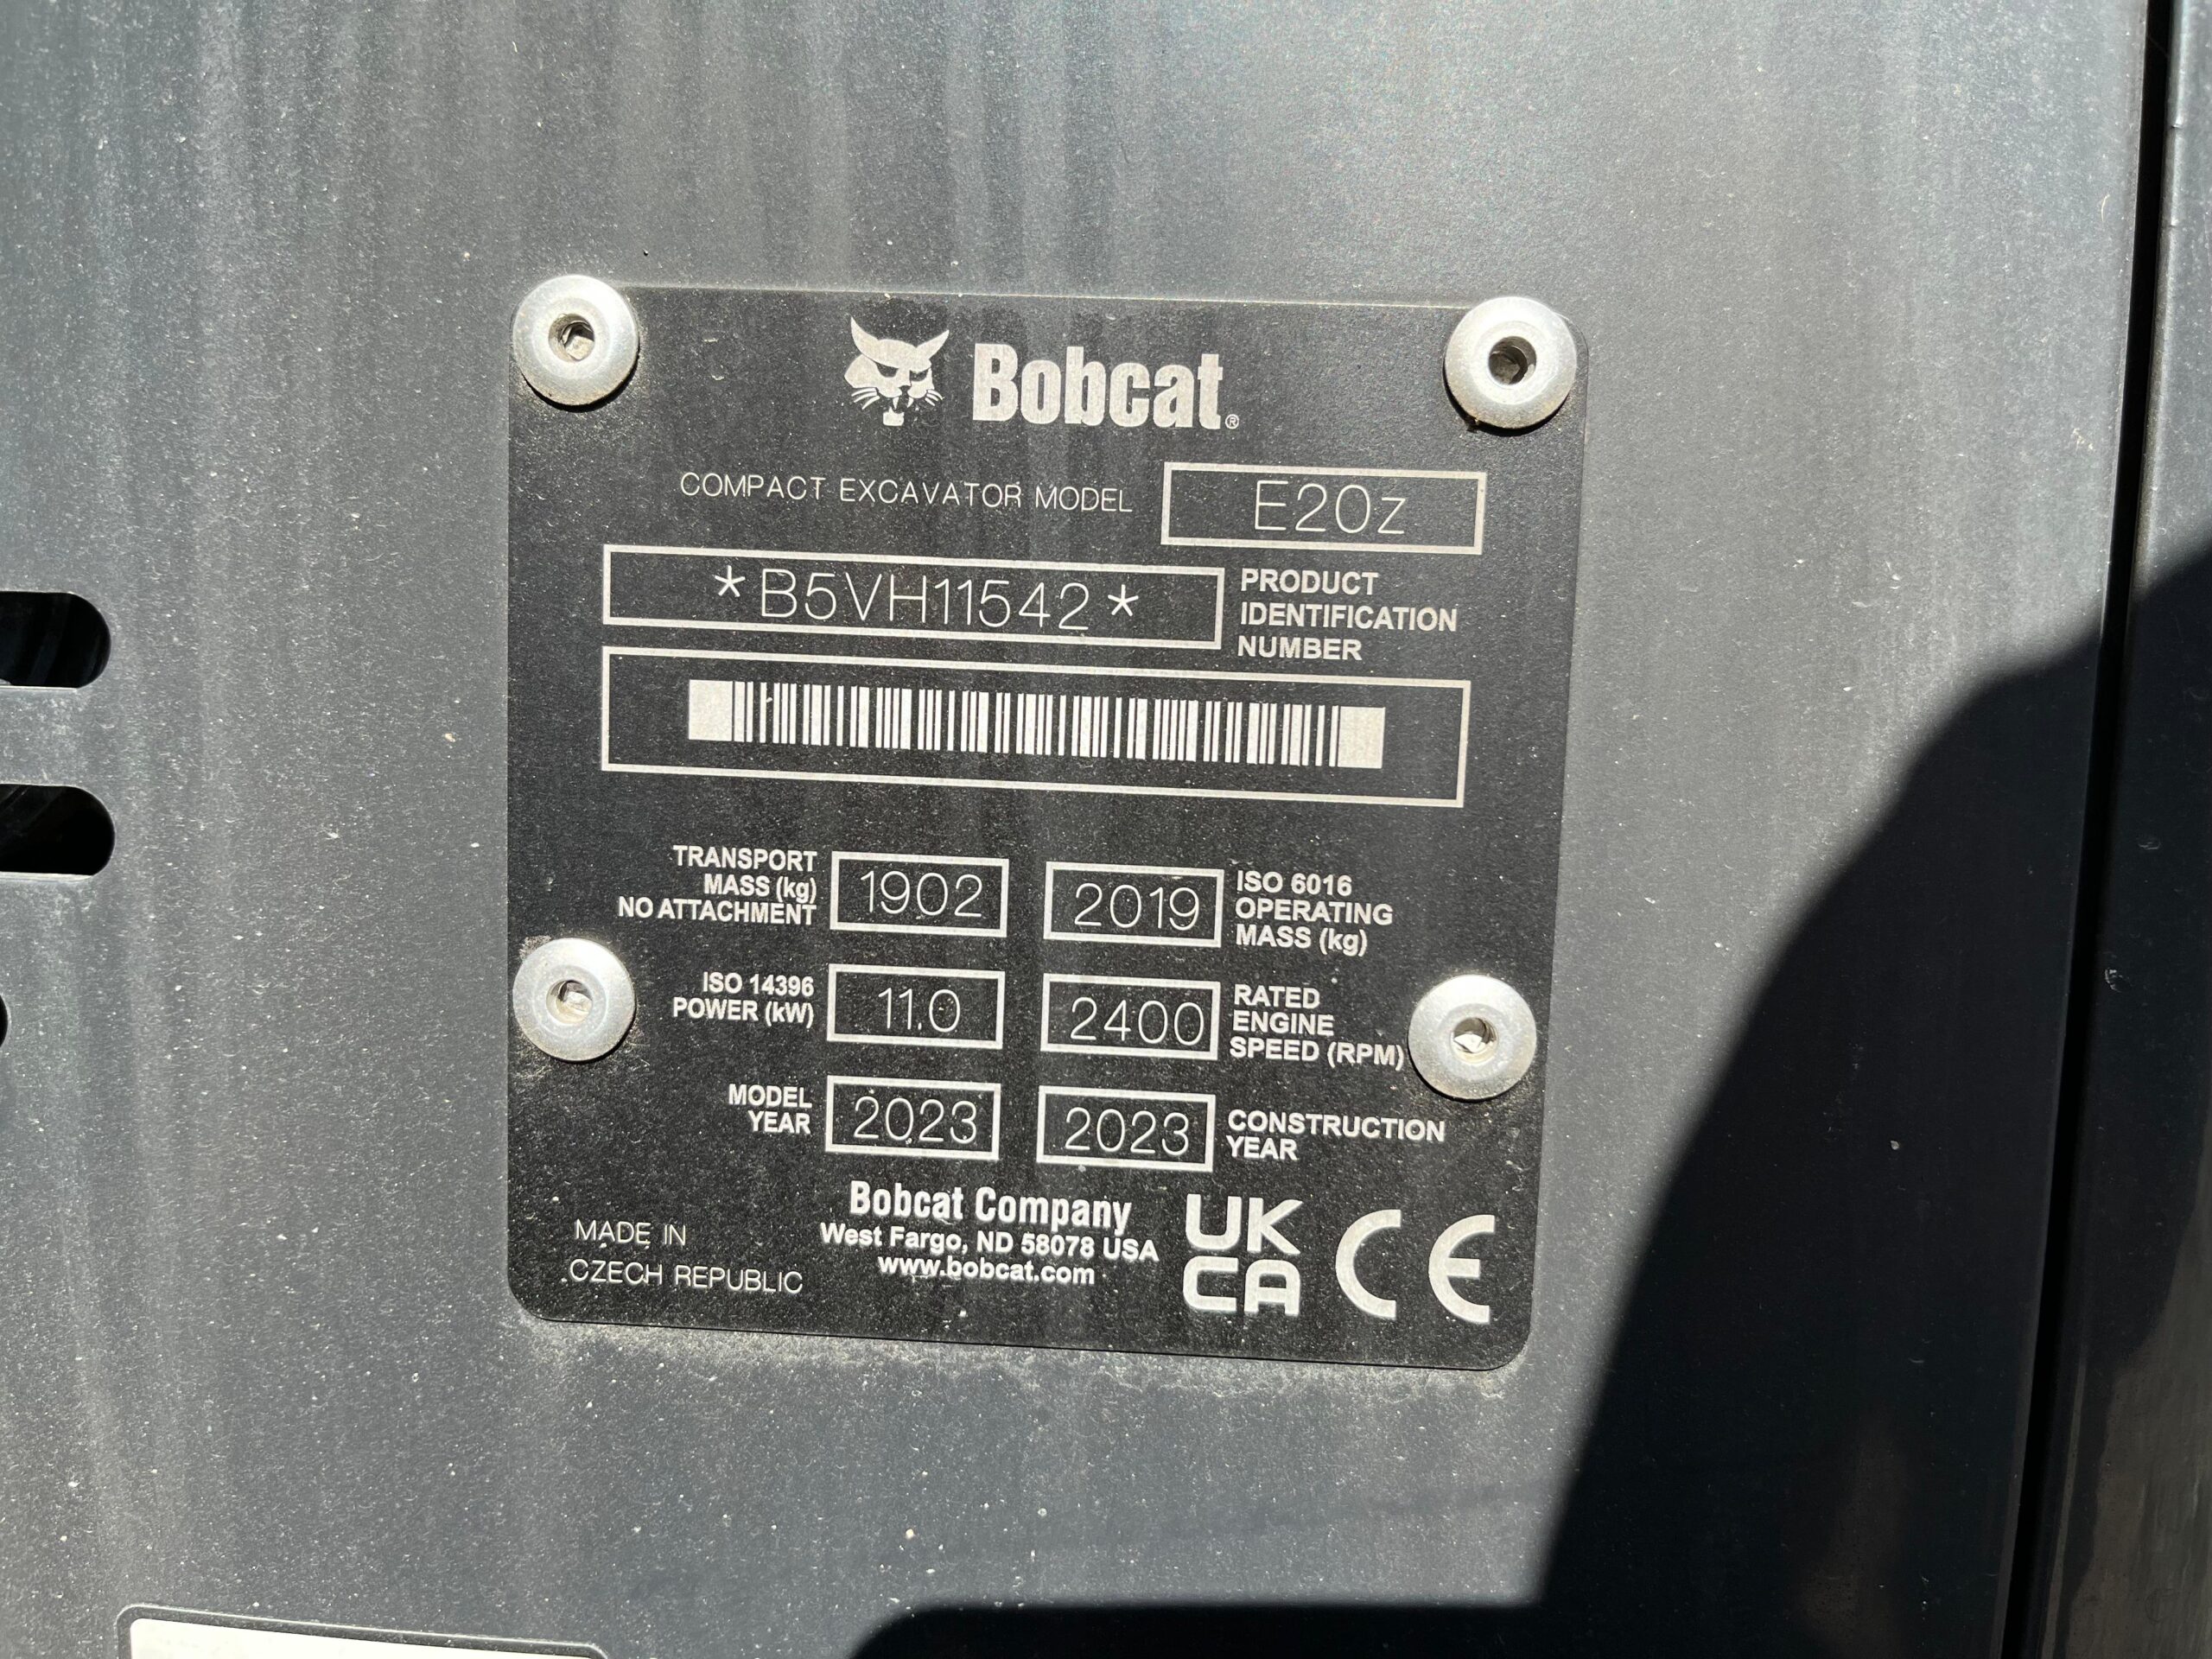 Bobcat®
COMPACT EXCAVATOR MODEL E20z
*B5VH11542* PRODUCT
IDENTIFICATION
NUMBER
TRANSPORT
MASS (kg)
NO ATTACHMENT
1902
2019
ISO 6016
OPERATING
MASS (kg)
ISO 14396
POWER (kW)
11.0
2400
RATED
ENGINE
SPEED (RPM)
MODEL
YEAR
2023
2023
CONSTRUCTION
YEAR
MADE IN
CZECH REPUBLIC
Bobcat Company
West Fargo, ND 58078 USA
www.bobcat.com
UK
CA
CE